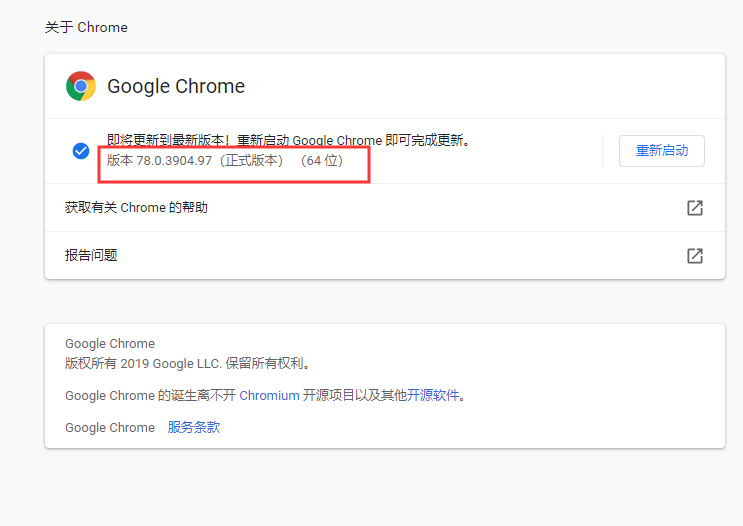 关于 Chrome
Google Chrome
即将更新到最新版本！重新启动 Google Chrome 即可完成更新。
版本 78.0.3904.97（正式版本） （64 位）
重新启动
获取有关 Chrome 的帮助
报告问题
Google Chrome
版权所有 2019 Google LLC. 保留所有权利。
Google Chrome 的诞生离不开 Chromium 开源项目以及其他开源软件。
Google Chrome 服务条款